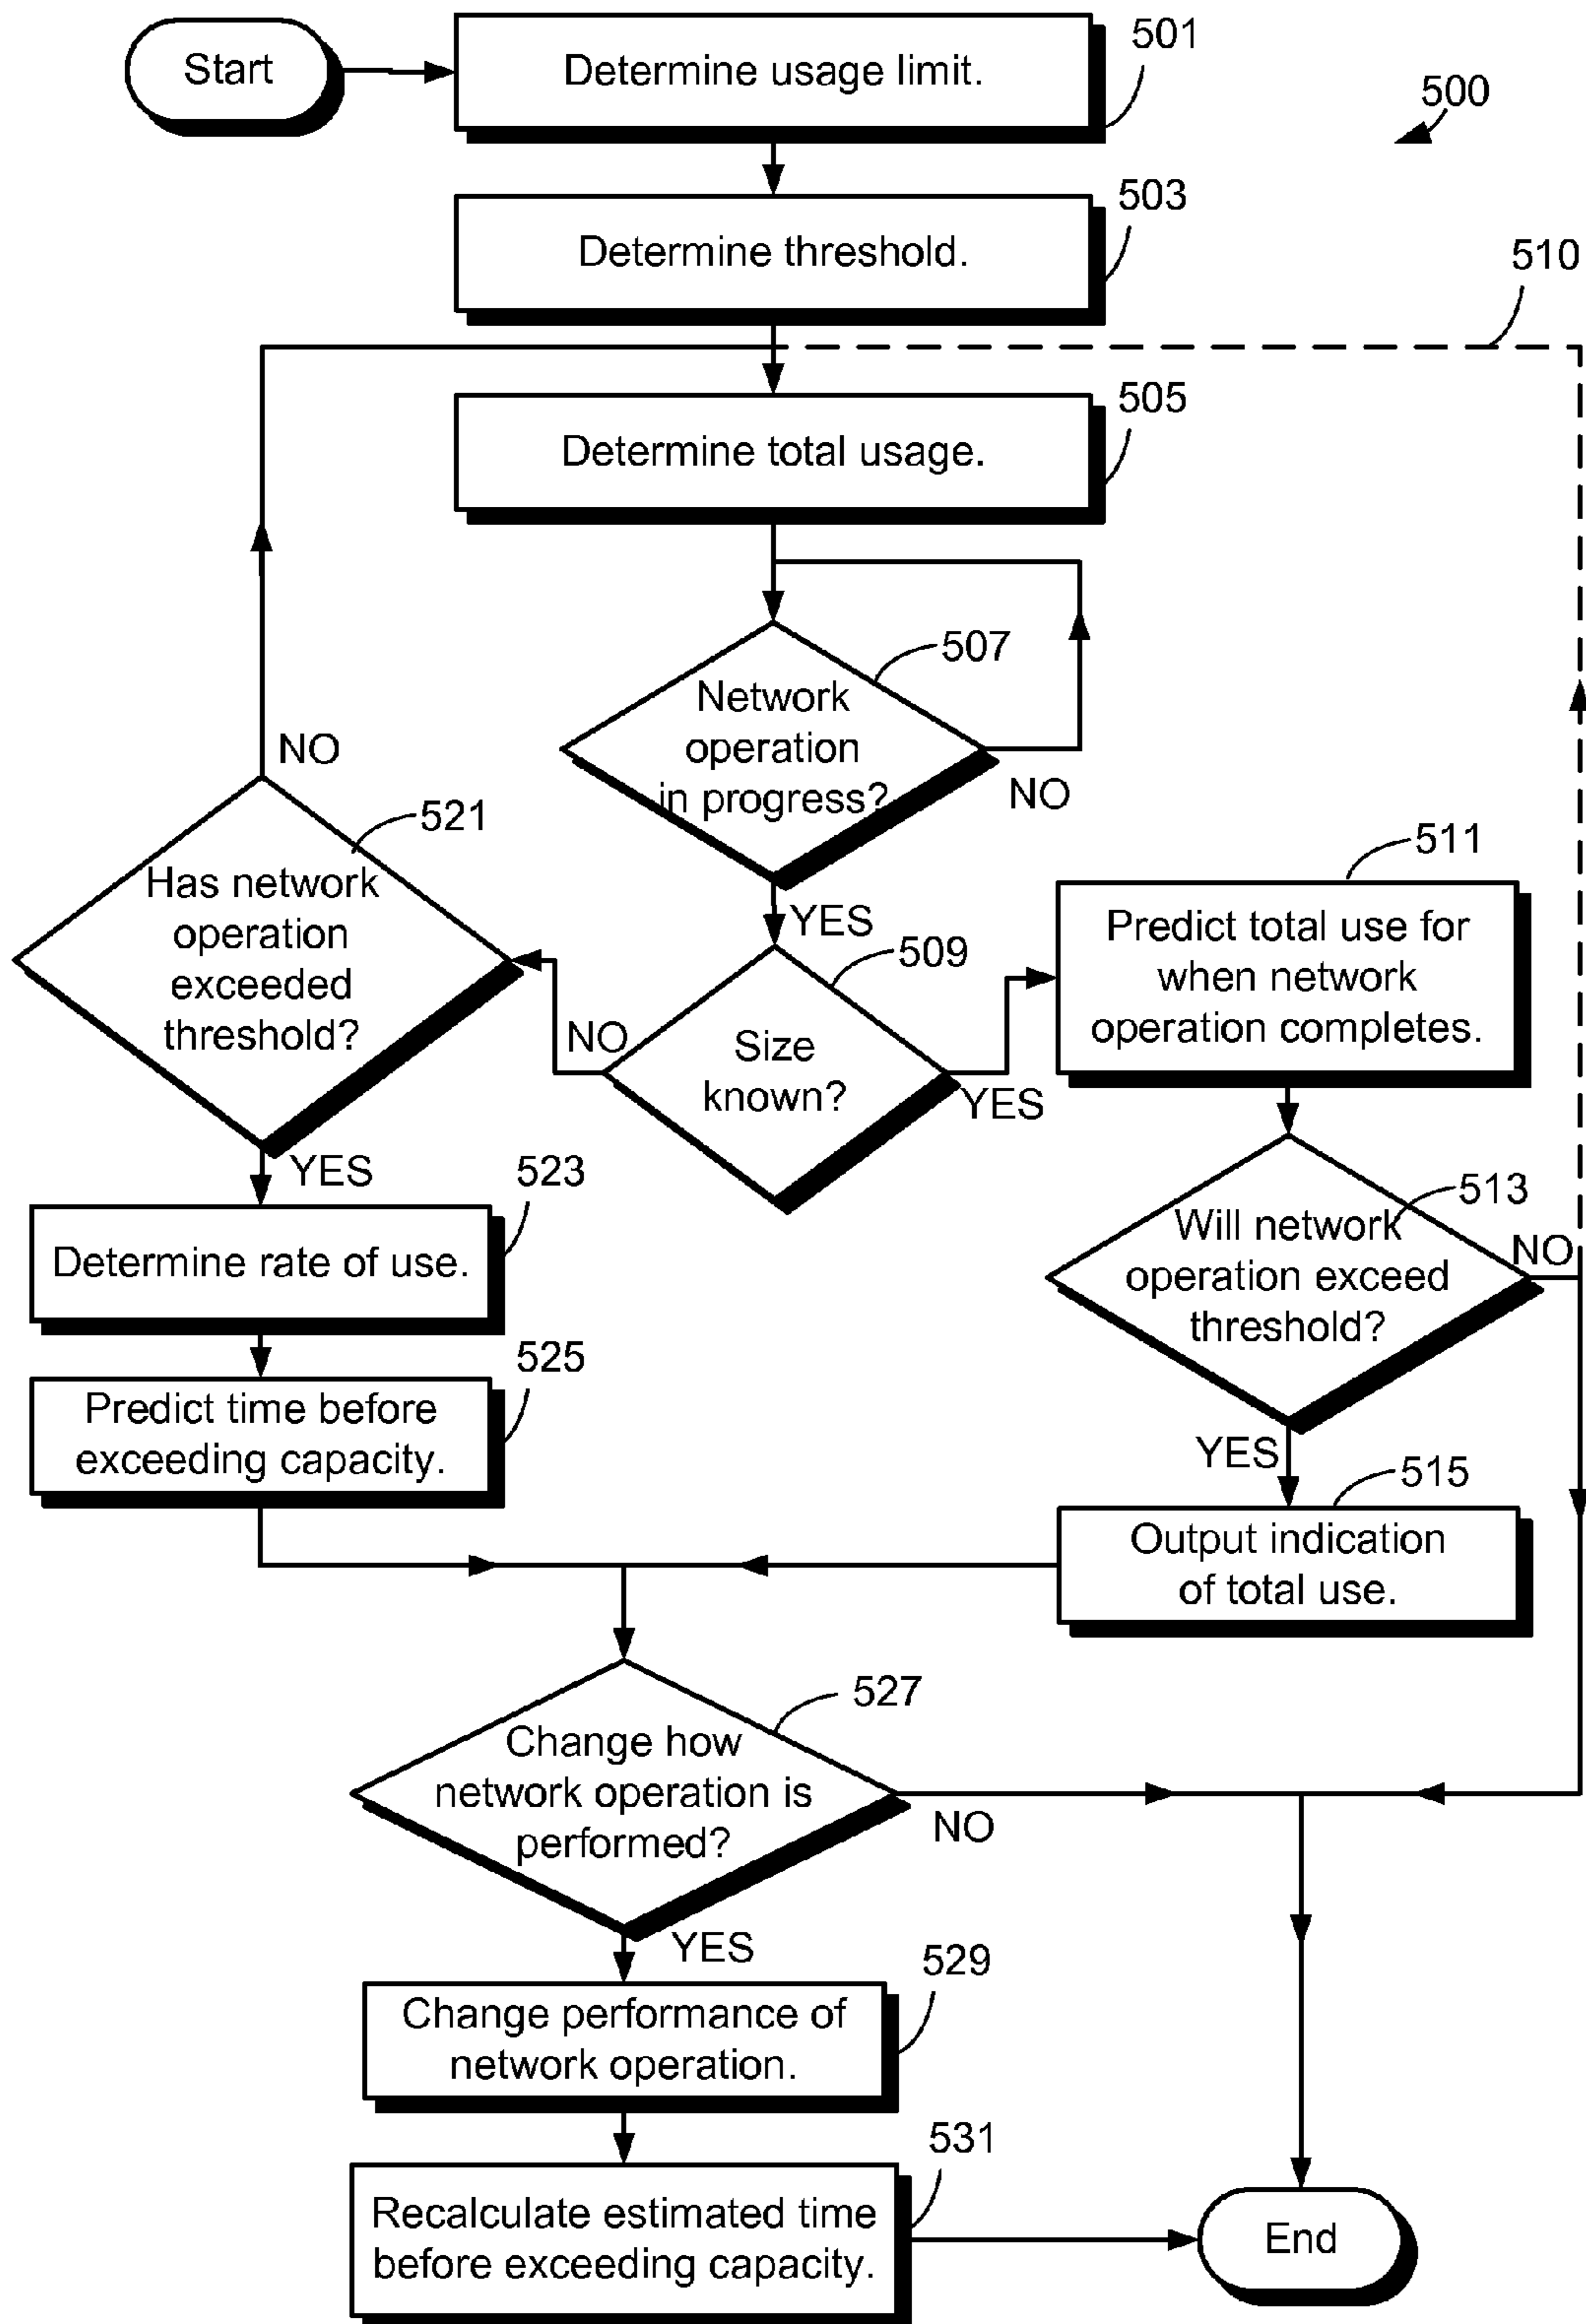 Start
Determine usage limit.
501
500
Determine threshold.
503
510
Determine total usage.
505
Network
operation
in progress?
507
NO
YES
NO
Has network
operation
exceeded
threshold?
521
YES
Size
known?
509
NO
YES
Predict total use for
when network
operation completes.
511
Will network
operation exceed
threshold?
513
NO
YES
Determine rate of use.
523
Predict time before
exceeding capacity.
525
Output indication
of total use.
515
Change how
network operation is
performed?
527
NO
YES
Change performance of
network operation.
529
Recalculate estimated time
before exceeding capacity.
531
End